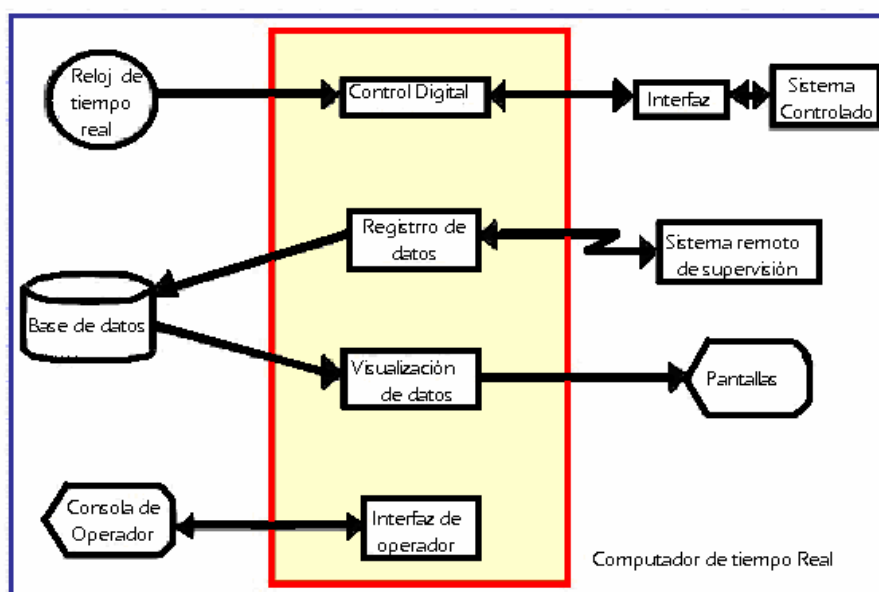 Reloj de
tiempo
real
Control Digital
Interfaz
Sistema
Controlado
Registrro de
datos
Sistema remoto
de supervisión
Base de datos
Visualización
de datos
Pantallas
Consola de
Operador
Interfaz de
operador
Computador de tiempo Real